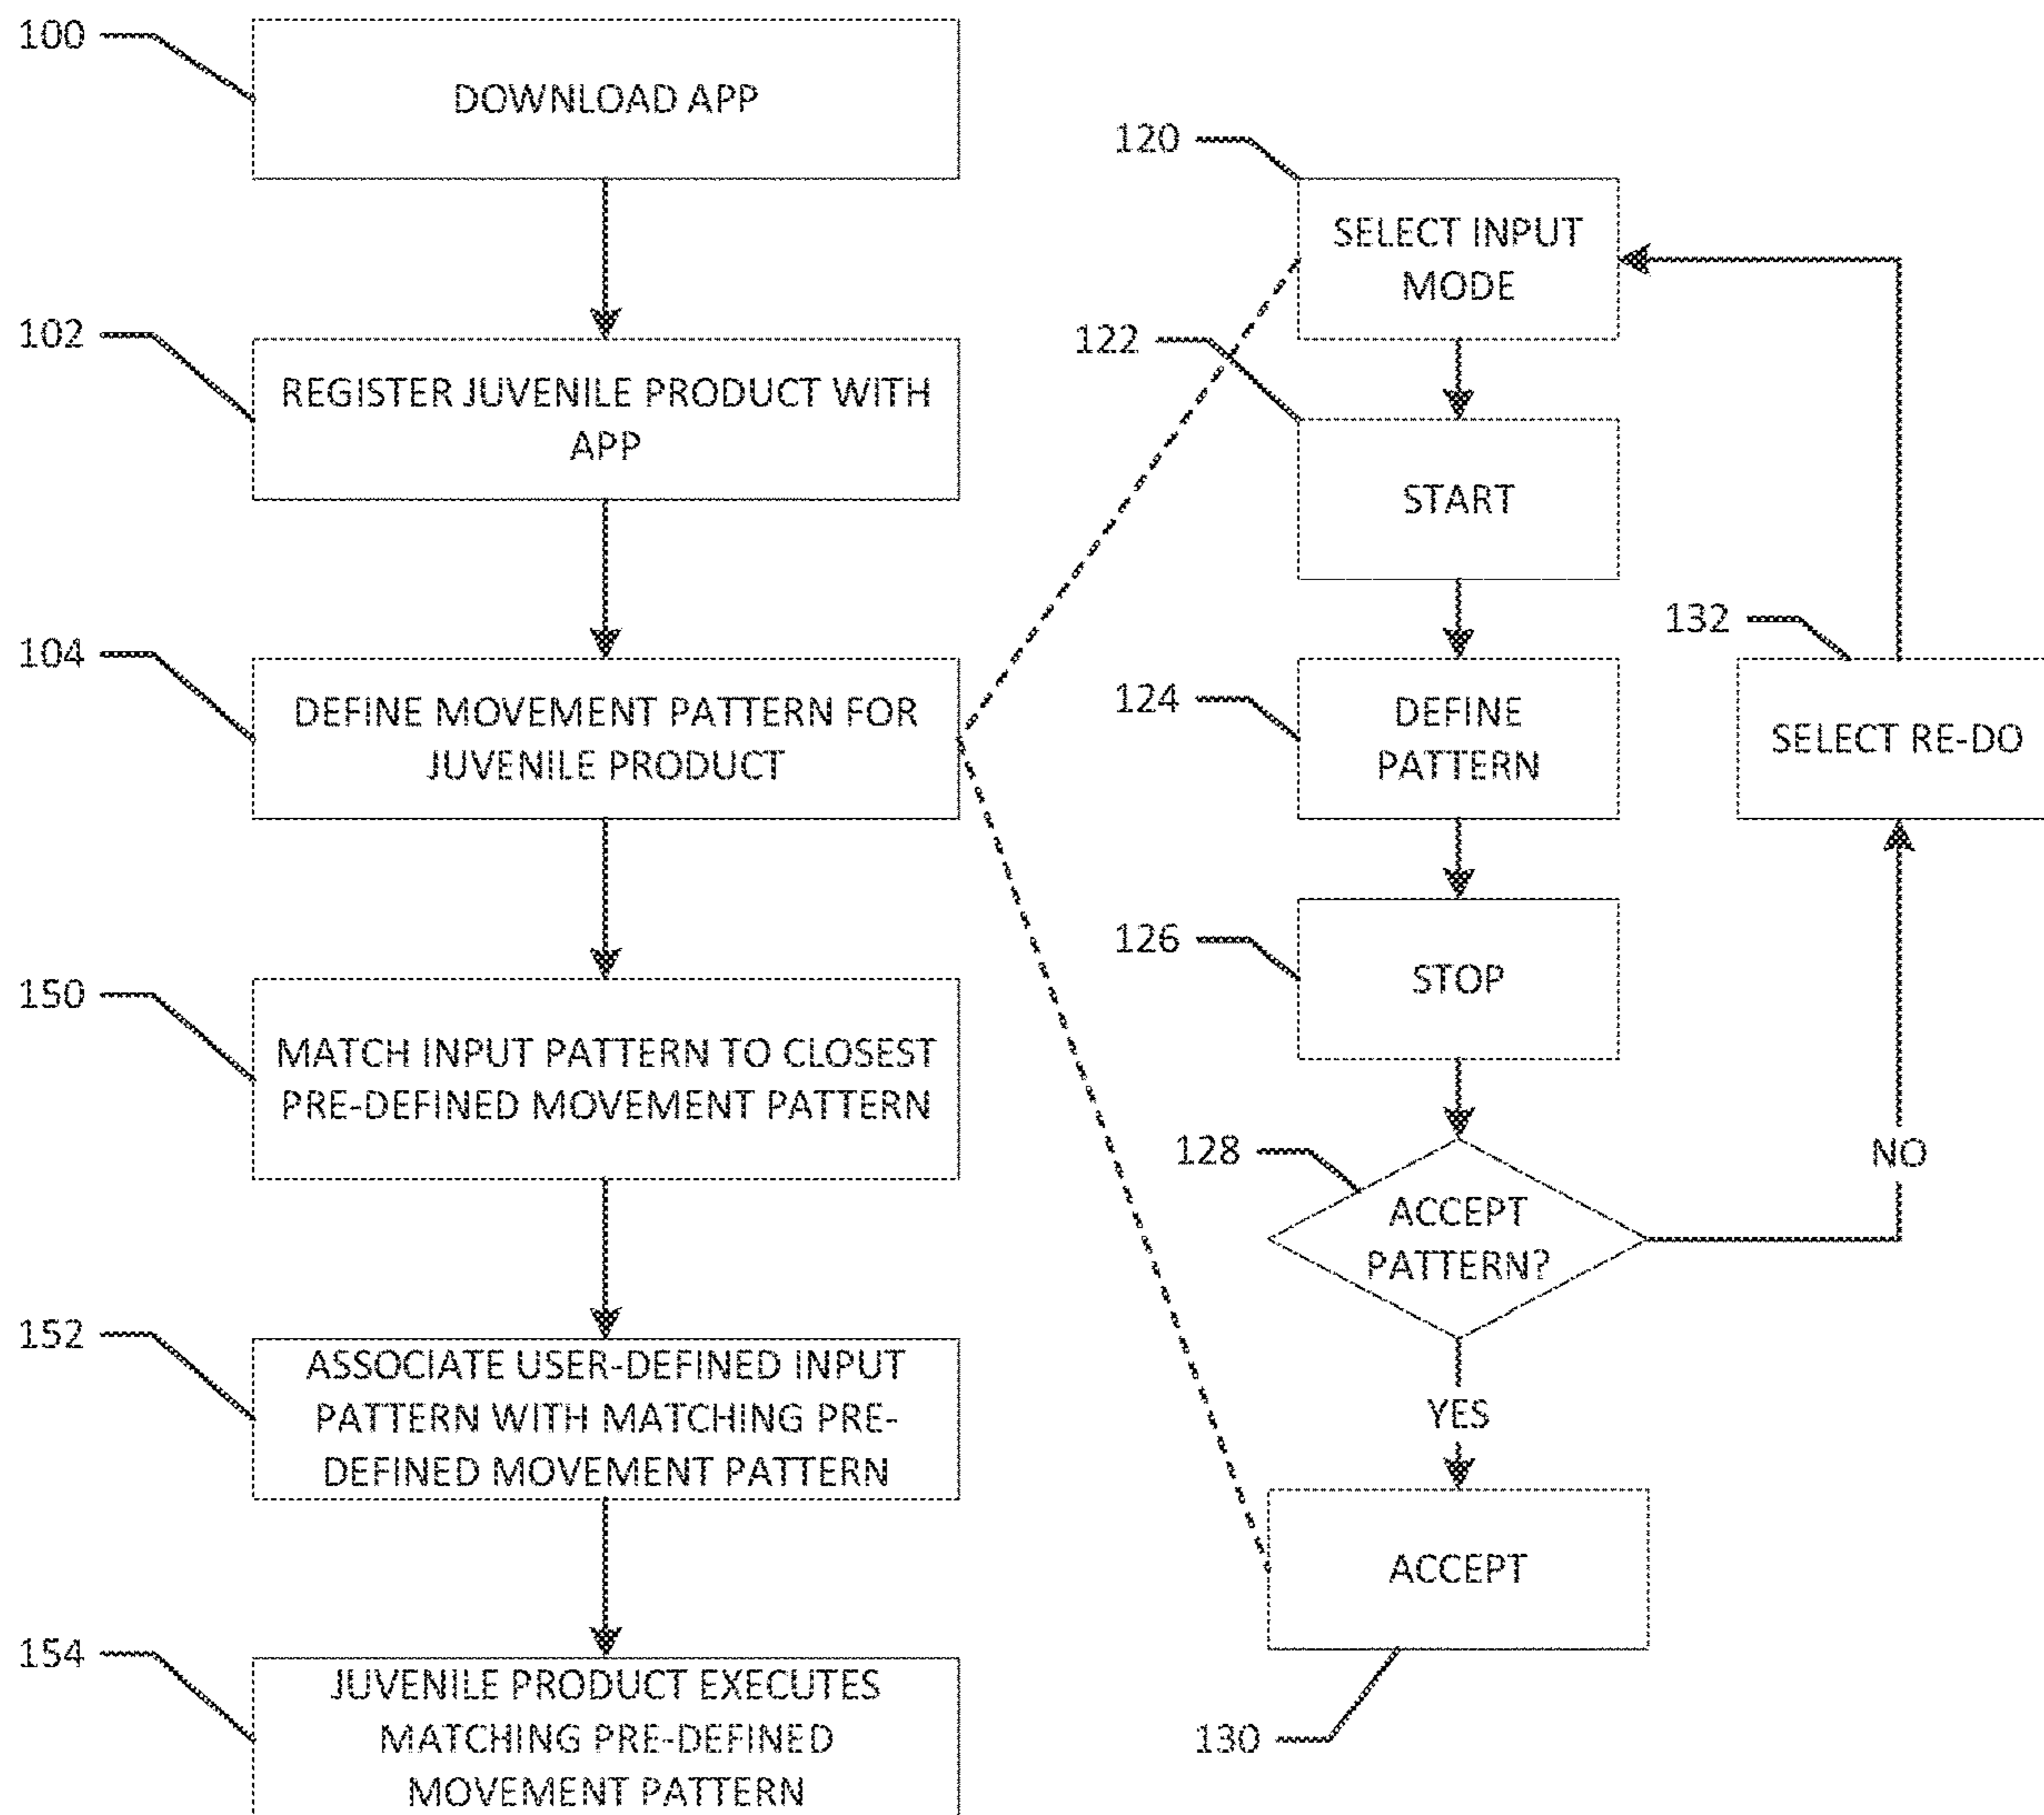 100
DOWNLOAD APP
102
REGISTER JUVENILE PRODUCT WITH
APP
104
DEFINE MOVEMENT PATTERN FOR
JUVENILE PRODUCT
150
MATCH INPUT PATTERN TO CLOSEST
PRE-DEFINED MOVEMENT PATTERN
152
ASSOCIATE USER-DEFINED INPUT
PATTERN WITH MATCHING PRE-
DEFINED MOVEMENT PATTERN
154
JUVENILE PRODUCT EXECUTES
MATCHING PRE-DEFINED
MOVEMENT PATTERN
120
SELECT INPUT
MODE
122
START
124
DEFINE
PATTERN
126
STOP
128
ACCEPT
PATTERN?
YES
ACCEPT
130
NO
132
SELECT RE-DO